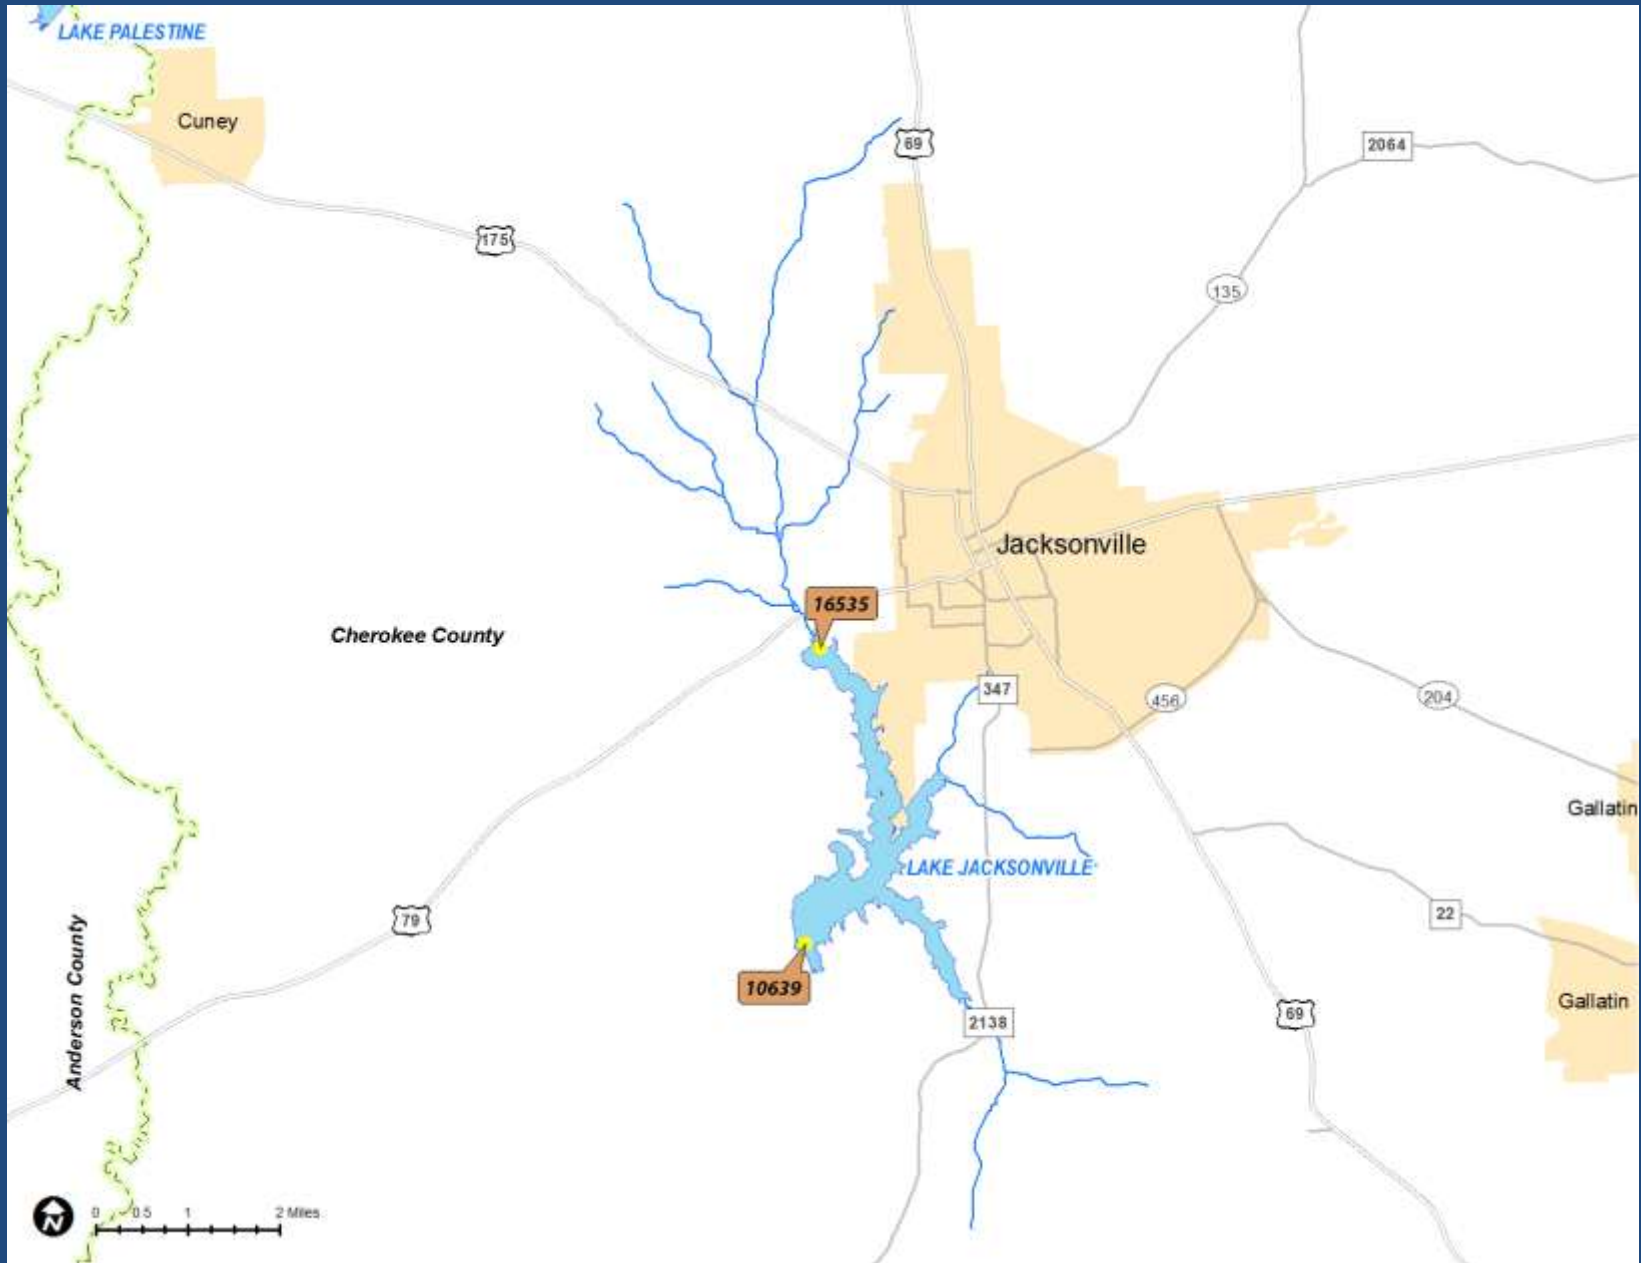 LAKE PALESTINE
Cuney
69
2064
175
135
Jacksonville
16535
Cherokee County
347
456
204
Gallatin
LAKE JACKSONVILLE
79
22
Anderson County
10639
Gallatin
2138
69
N
0 0.5 1 2 Miles